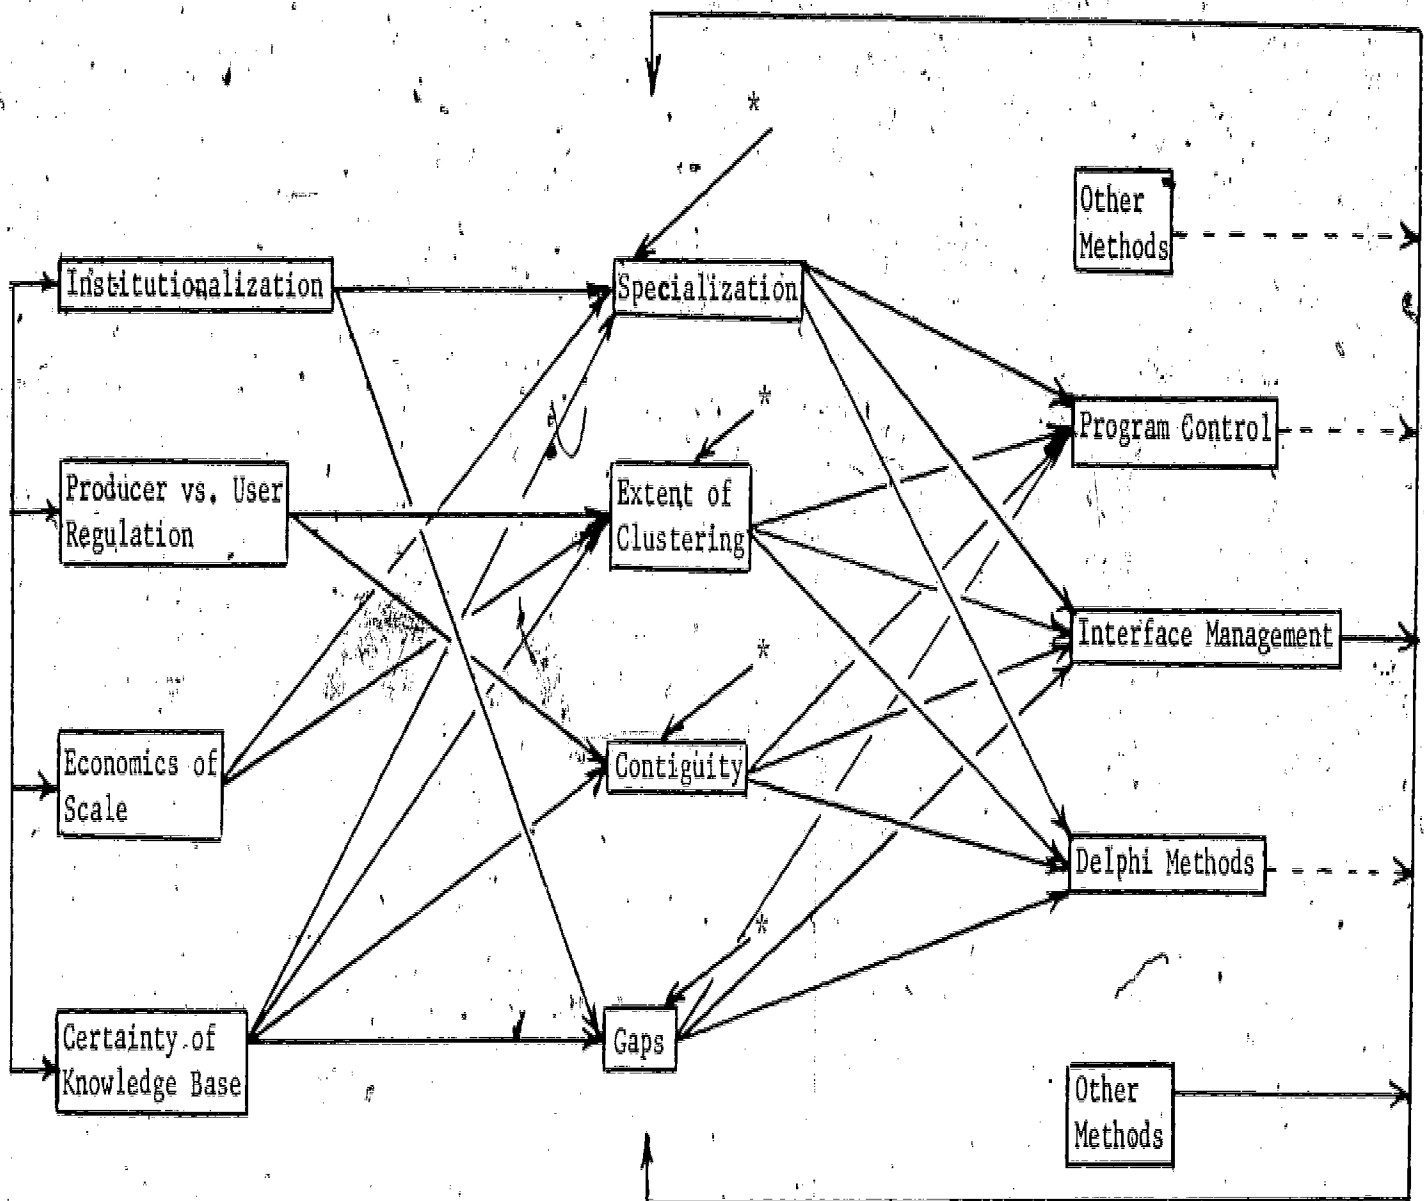 *
Other
Methods
Institutionalization
Specialization
*
Program Control
Producer vs. User
Regulation
Extent of
Clustering
*
Interface Management
Economics of
Scale
Contiguity
Delphi Methods
*
Certainty of
Knowledge Base
Gaps
Other
Methods